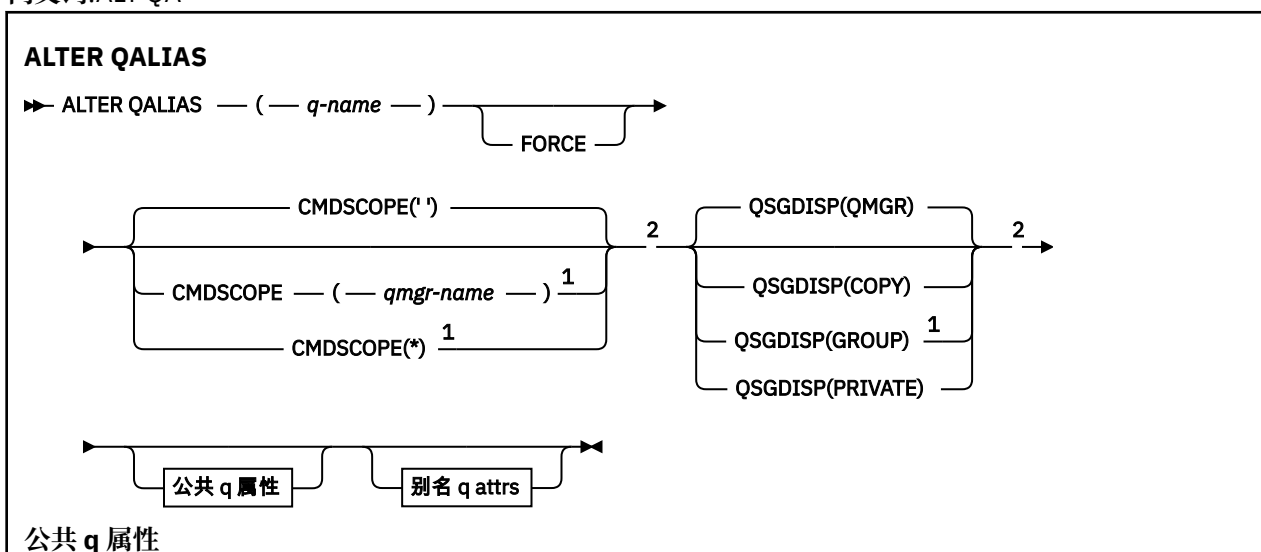 ALTER QALIAS
ALTER QALIAS ( q-name )
FORCE
CMDSCOPE(' ')
CMDSCOPE ( qmgr-name ) 1
CMDSCOPE(*) 1
2
QSGDISP(QMGR)
QSGDISP(COPY)
QSGDISP(GROUP) 1
QSGDISP(PRIVATE)
2
公共 q 属性
别名 q attrs
公共 q 属性